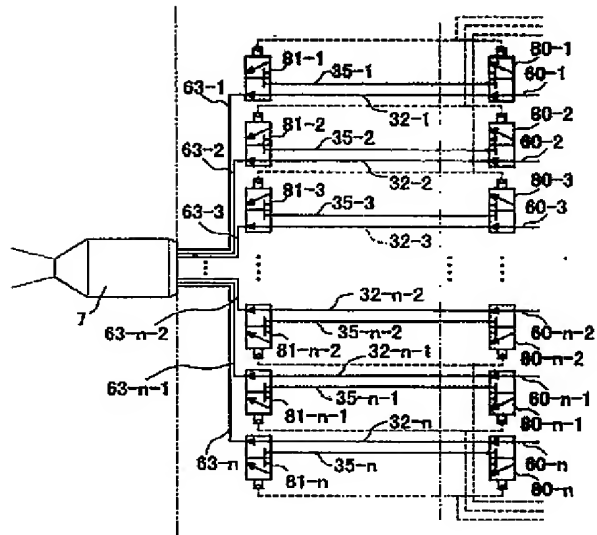 81-1 80-1
63-1 35-1 60-1
32-1 80-2
63-2 81-2 35-2 60-2
32-2
63-3 81-3 80-3
35-3 60-3
32-3
7
32-n-2
63-n-2 35-n-2 60-n-2
81-n-2 32-n-1 80-n-2
63-n-1 35-n-1 60-n-1
81-n-1 32-n 80-n-1
63-n 35-n 60-n
81-n 80-n